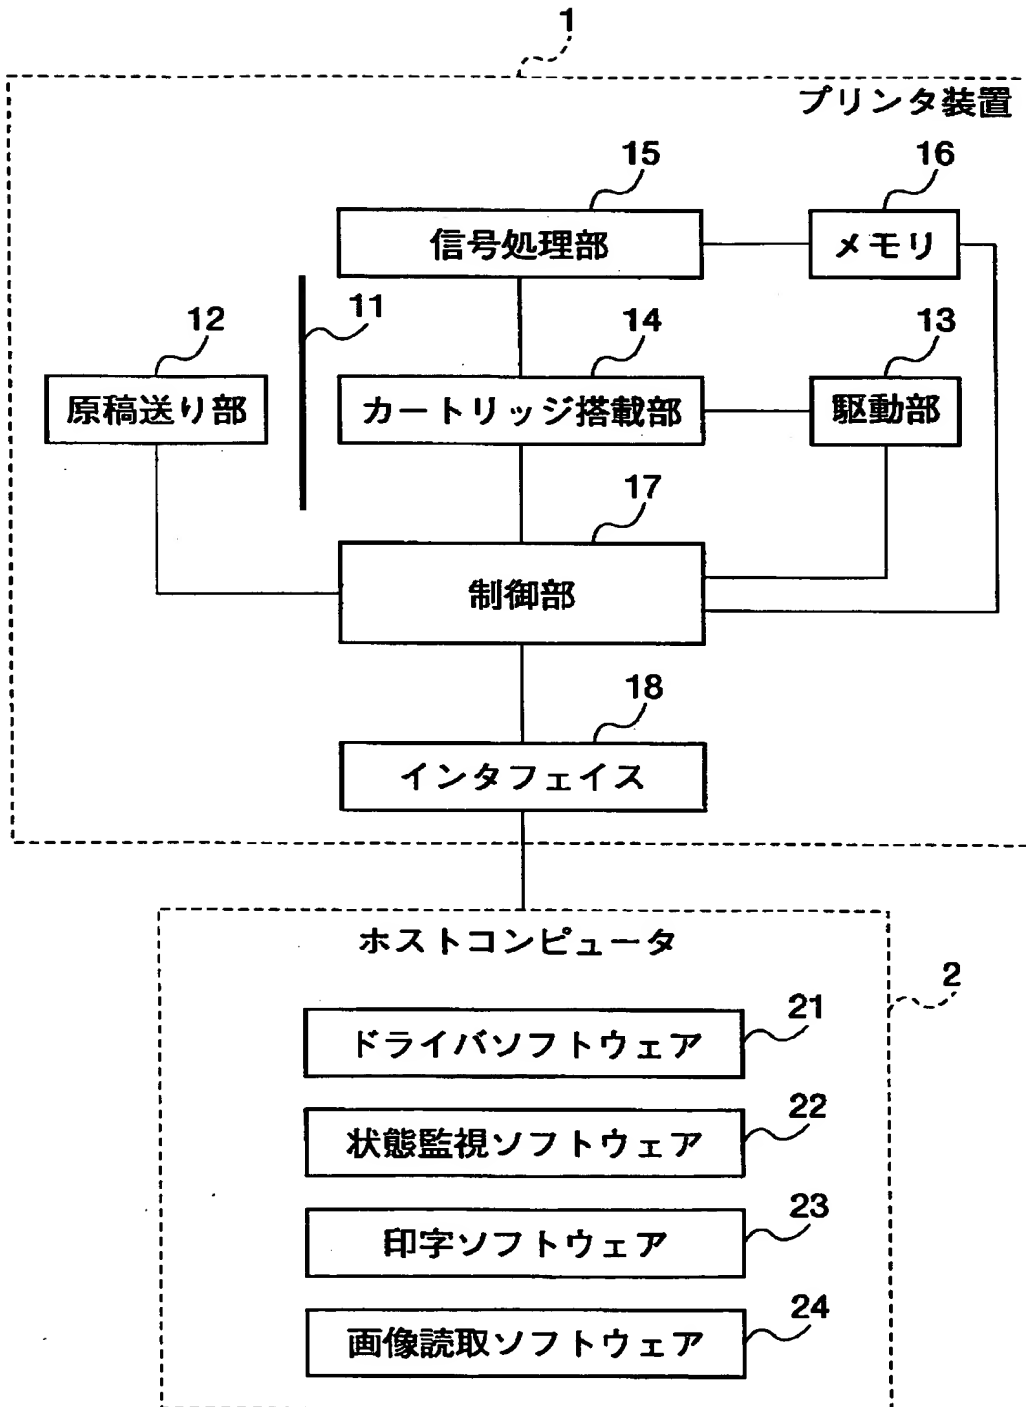 1
プリンタ装置
15
16
信号処理部
メモリ
11
12
14
13
原稿送り部
カートリッジ搭載部
駆動部
17
制御部
18
インタフェイス
ホストコンピュータ
2
21
ドライバソフトウェア
22
状態監視ソフトウェア
23
印字ソフトウェア
24
画像読取ソフトウェア